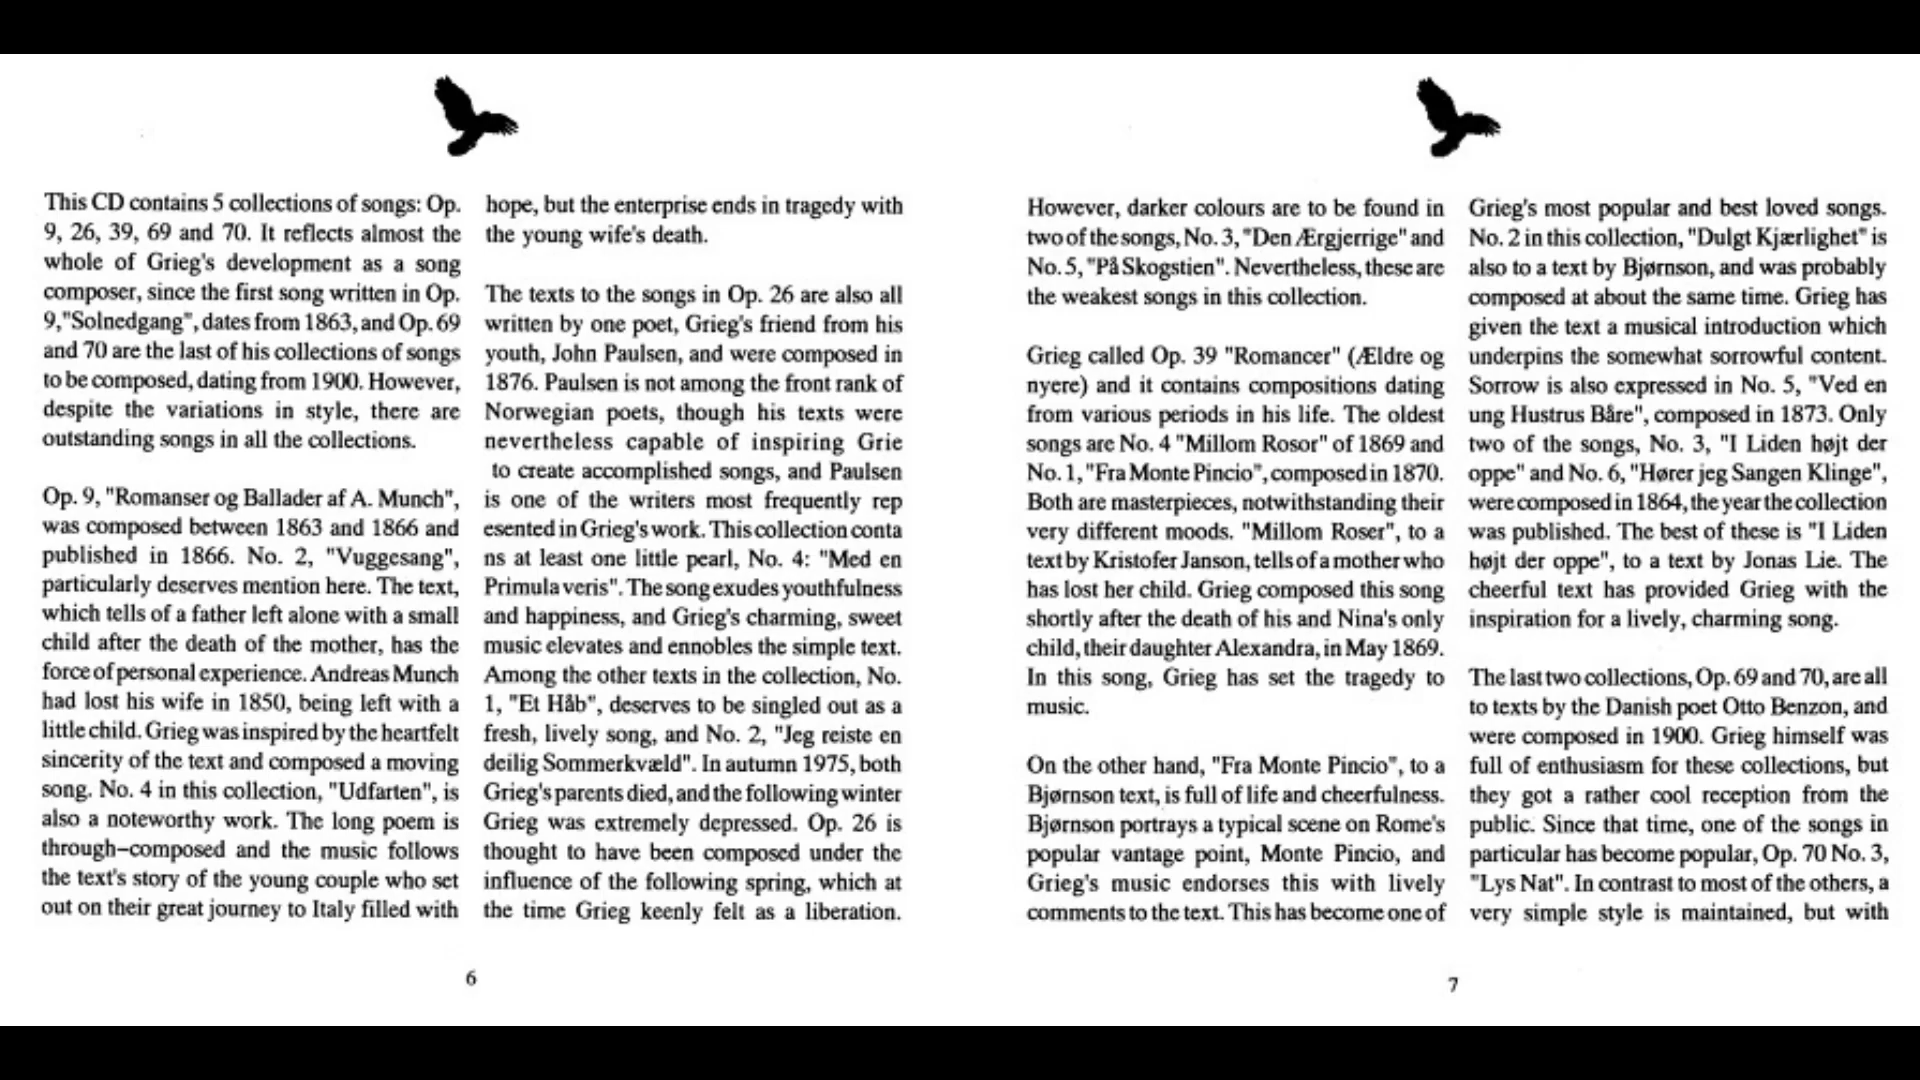 This CD contains 5 collections of songs: Op.
9, 26, 39, 69 and 70. It reflects almost the
whole of Grieg's development as a song
composer, since the first song written in Op.
9,"Solnedgang", dates from 1863, and Op. 69
and 70 are the last of his collections of songs
to be composed, dating from 1900. However,
despite the variations in style, there are
outstanding songs in all the collections.
Op. 9, "Romanser og Ballader af A. Munch",
was composed between 1863 and 1866 and
published in 1866. No. 2, "Vuggesang",
particularly deserves mention here. The text,
which tells of a father left alone with a small
child after the death of the mother, has the
force of personal experience. Andreas Munch
had lost his wife in 1850, being left with a
little child. Grieg was inspired by the heartfelt
sincerity of the text and composed a moving
song. No. 4 in this collection, "Udfarten", is
also a noteworthy work. The long poem is
through-composed and the music follows
the text's story of the young couple who set
out on their great journey to Italy filled with
hope, but the enterprise ends in tragedy with
the young wife's death.
The texts to the songs in Op. 26 are also all
written by one poet, Grieg's friend from his
youth, John Paulsen, and were composed in
1876. Paulsen is not among the front rank of
Norwegian poets, though his texts were
nevertheless capable of inspiring Grie
to create accomplished songs, and Paulsen
is one of the writers most frequently rep
esented in Grieg's work. This collection conta
ns at least one little pearl, No. 4: "Med en
Primula veris". The song exudes youthfulness
and happiness, and Grieg's charming, sweet
music elevates and ennobles the simple text.
Among the other texts in the collection, No.
1, "Et Håb", deserves to be singled out as a
fresh, lively song, and No. 2, "Jeg reiste en
deilig Sommerkvæld". In autumn 1975, both
Grieg's parents died, and the following winter
Grieg was extremely depressed. Op. 26 is
thought to have been composed under the
influence of the following spring, which at
the time Grieg keenly felt as a liberation.
6
However, darker colours are to be found in
two of the songs, No. 3, "Den Ærgjerrige" and
No. 5, "På Skogstien". Nevertheless, these are
the weakest songs in this collection.
Grieg called Op. 39 "Romancer" (Ældre og
nyere) and it contains compositions dating
from various periods in his life. The oldest
songs are No. 4 "Millom Rosor" of 1869 and
No. 1, "Fra Monte Pincio", composed in 1870.
Both are masterpieces, notwithstanding their
very different moods. "Millom Roser", to a
text by Kristofer Janson, tells of a mother who
has lost her child. Grieg composed this song
shortly after the death of his and Nina's only
child, their daughter Alexandra, in May 1869.
In this song, Grieg has set the tragedy to
music.
On the other hand, "Fra Monte Pincio", to a
Bjørnson text, is full of life and cheerfulness.
Bjørnson portrays a typical scene on Rome's
popular vantage point, Monte Pincio, and
Grieg's music endorses this with lively
comments to the text. This has become one of
Grieg's most popular and best loved songs.
No. 2 in this collection, "Dulgt Kjærlighet" is
also to a text by Bjørnson, and was probably
composed at about the same time. Grieg has
given the text a musical introduction which
underpins the somewhat sorrowful content.
Sorrow is also expressed in No. 5, "Ved en
ung Hustrus Båre", composed in 1873. Only
two of the songs, No. 3, "I Liden højt der
oppe" and No. 6, "Hører jeg Sangen Klinge",
were composed in 1864, the year the collection
was published. The best of these is "I Liden
højt der oppe", to a text by Jonas Lie. The
cheerful text has provided Grieg with the
inspiration for a lively, charming song.
The last two collections, Op. 69 and 70, are all
to texts by the Danish poet Otto Benzon, and
were composed in 1900. Grieg himself was
full of enthusiasm for these collections, but
they got a rather cool reception from the
public. Since that time, one of the songs in
particular has become popular, Op. 70 No. 3,
"Lys Nat". In contrast to most of the others, a
very simple style is maintained, but with
7